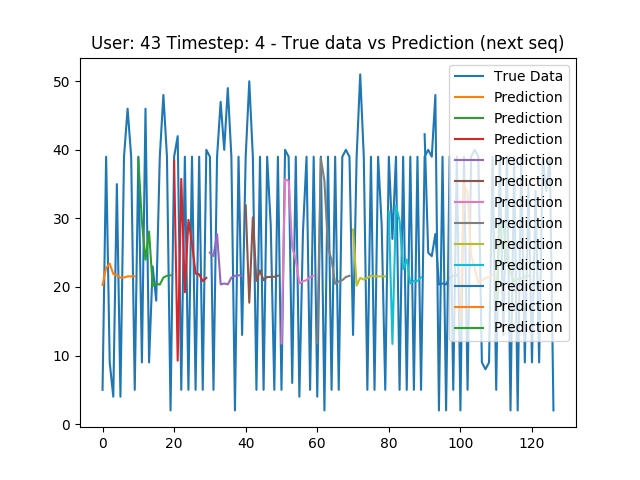 User: 43 Timestep: 4 - True data vs Prediction (next seq)
50
40
30
20
10
0
0 20 40 60 80 100 120
True Data
Prediction
Prediction
Prediction
Prediction
Prediction
Prediction
Prediction
Prediction
Prediction
Prediction
Prediction
Prediction